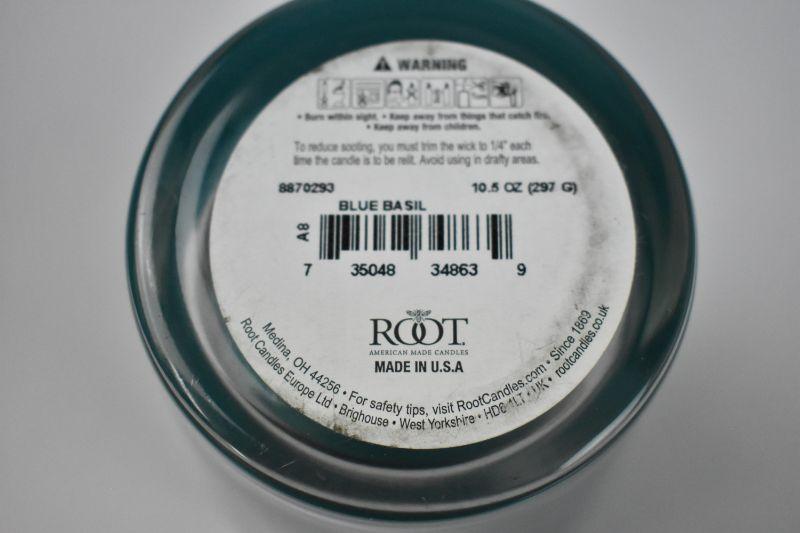 WARNING
• Burn within sight. • Keep away from things that catch fire.
• Keep away from children.
To reduce sooting, you must trim the wick to 1/4" each
time the candle is to be relit. Avoid using in drafty areas.
8870293 10.5 OZ (297 G)
BLUE BASIL
A8
7 35048 34863 9
ROOT
AMERICAN MADE CANDLES
MADE IN U.S.A
Medina, OH 44256 • For safety tips, visit RootCandles.com • Since 1869
Root Candles Europe Ltd • Brighouse • West Yorkshire • HD6 1LT • UK • rootcandles.co.uk